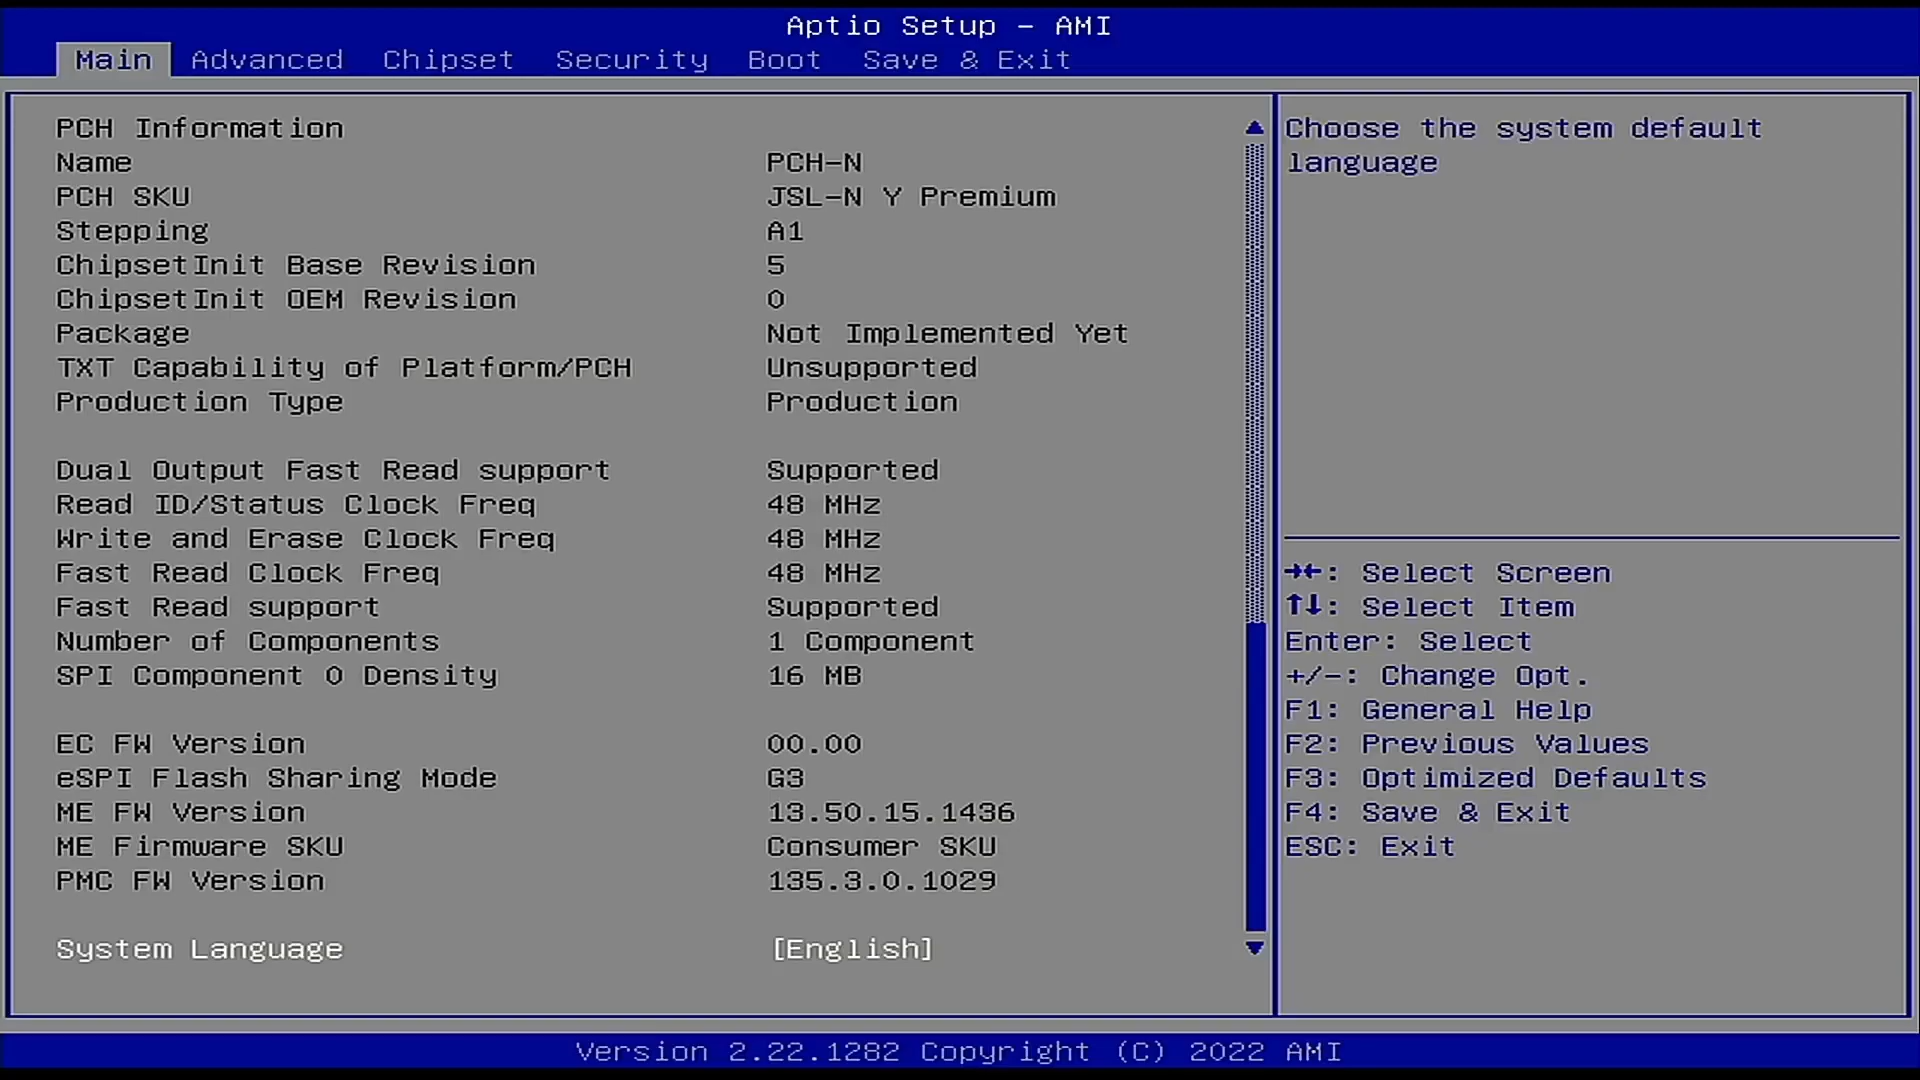 Aptio Setup – AMI
Main Advanced Chipset Security Boot Save & Exit
PCH Information
Name PCH-N
PCH SKU JSL-N Y Premium
Stepping A1
ChipsetInit Base Revision 5
ChipsetInit OEM Revision 0
Package Not Implemented Yet
TXT Capability of Platform/PCH Unsupported
Production Type Production
Dual Output Fast Read support Supported
Read ID/Status Clock Freq 48 MHz
Write and Erase Clock Freq 48 MHz
Fast Read Clock Freq 48 MHz
Fast Read support Supported
Number of Components 1 Component
SPI Component 0 Density 16 MB
EC FW Version 00.00
eSPI Flash Sharing Mode G3
ME FW Version 13.50.15.1436
ME Firmware SKU Consumer SKU
PMC FW Version 135.3.0.1029
System Language [English]
Choose the system default
language
→←: Select Screen
↑↓: Select Item
Enter: Select
+/-: Change Opt.
F1: General Help
F2: Previous Values
F3: Optimized Defaults
F4: Save & Exit
ESC: Exit
Version 2.22.1282 Copyright (C) 2022 AMI